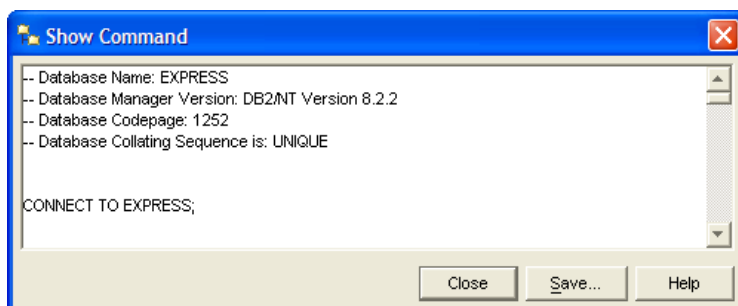 Show Command
-- Database Name: EXPRESS
-- Database Manager Version: DB2/NT Version 8.2.2
-- Database Codepage: 1252
-- Database Collating Sequence is: UNIQUE
CONNECT TO EXPRESS;
Close
Save...
Help